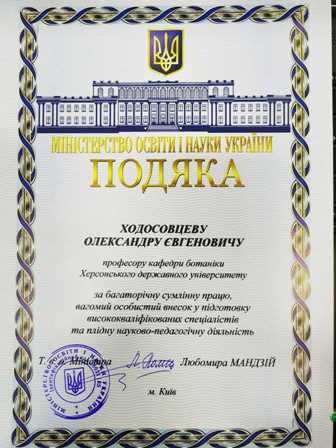 МІНІСТЕРСТВО ОСВІТИ І НАУКИ УКРАЇНИ
ПОДЯКА
ХОДОСОВЦЕВУ
ОЛЕКСАНДРУ ЄВГЕНОВИЧУ
професору кафедри ботаніки
Херсонського державного університету
за багаторічну сумлінну працю,
вагомий особистий внесок у підготовку
висококваліфікованих спеціалістів
та плідну науково-педагогічну діяльність
Т. Міністра Любомира МАНДЗІЙ
м. Київ